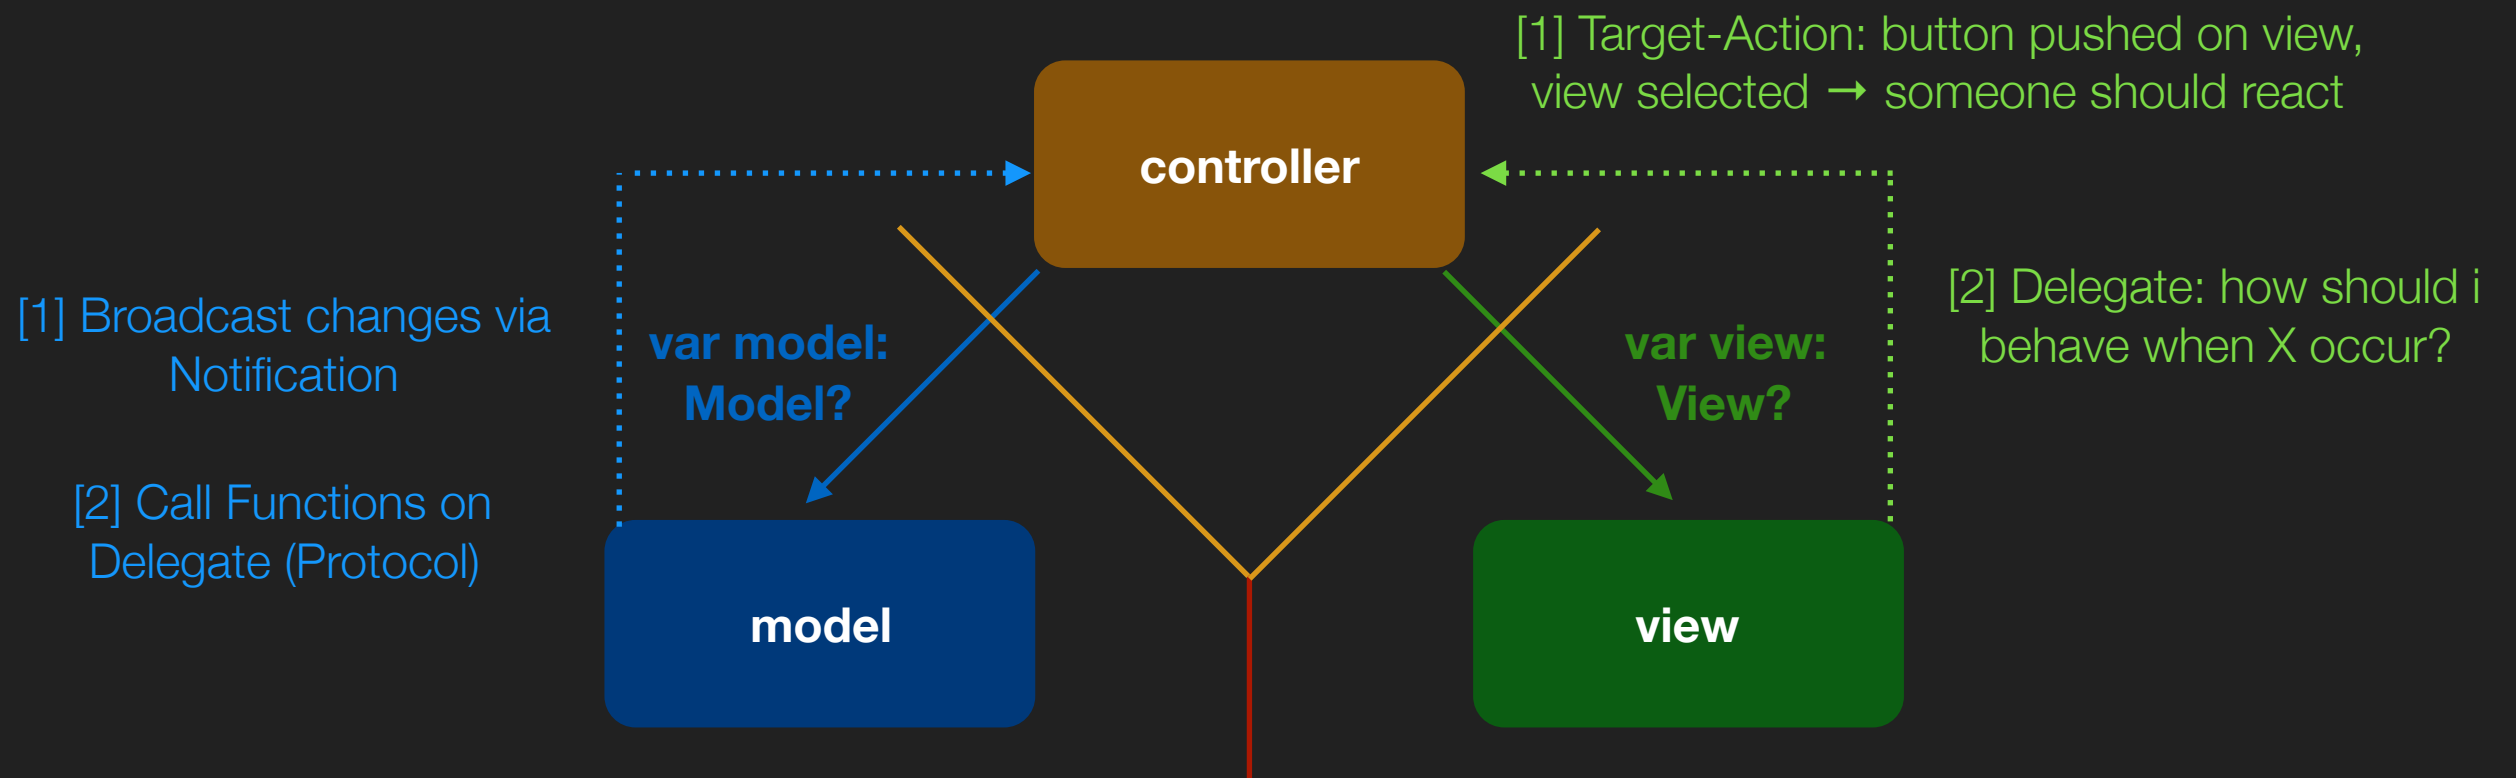 [1] Target-Action: button pushed on view,
view selected → someone should react
controller
[1] Broadcast changes via
Notification
[2] Call Functions on
Delegate (Protocol)
var model:
Model?
var view:
View?
[2] Delegate: how should i
behave when X occur?
model
view